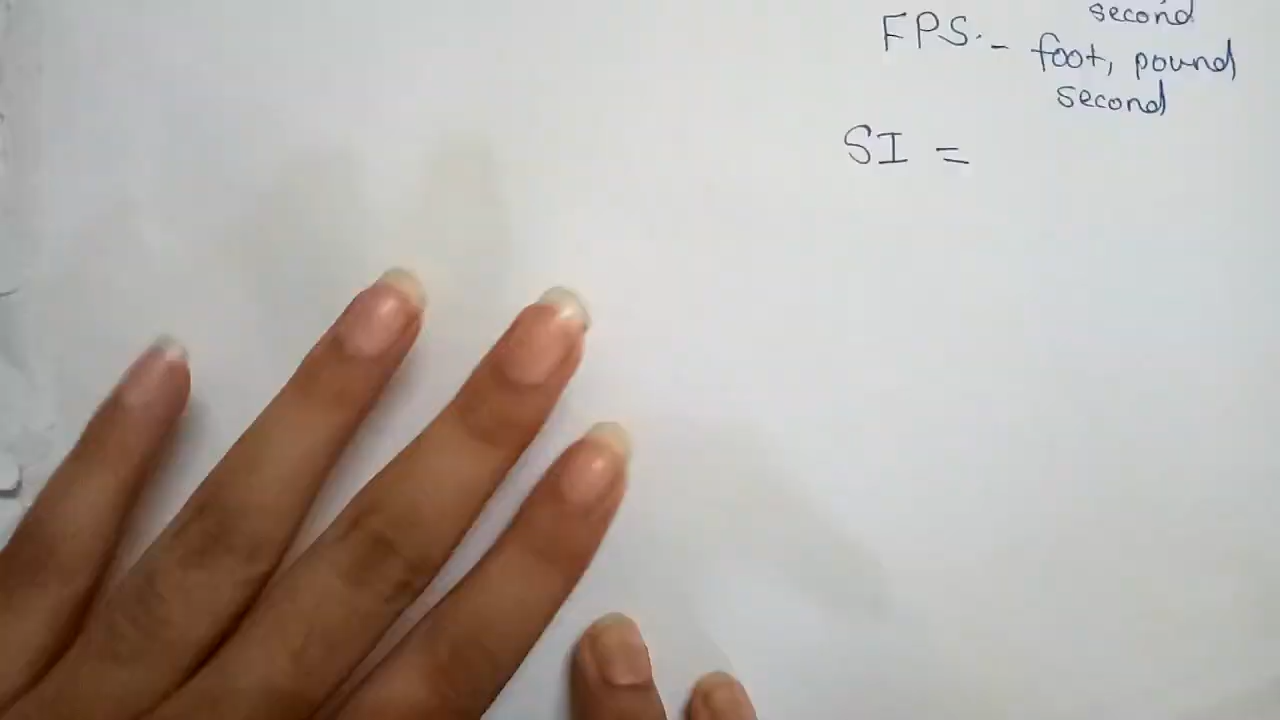 second
FPS. - foot, pound
second
SI =